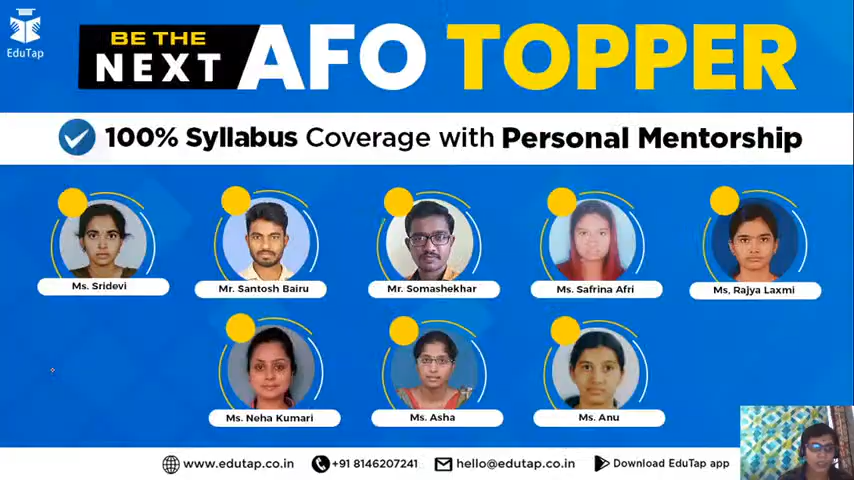 EduTap
BE THE
NEXT
AFO TOPPER
100% Syllabus Coverage with Personal Mentorship
Ms. Sridevi
Mr. Santosh Bairu
Mr. Somashekhar
Ms. Safrina Afri
Ms, Rajya Laxmi
Ms. Neha Kumari
Ms. Asha
Ms. Anu
www.edutap.co.in
+91 8146207241
hello@edutap.co.in
Download EduTap app